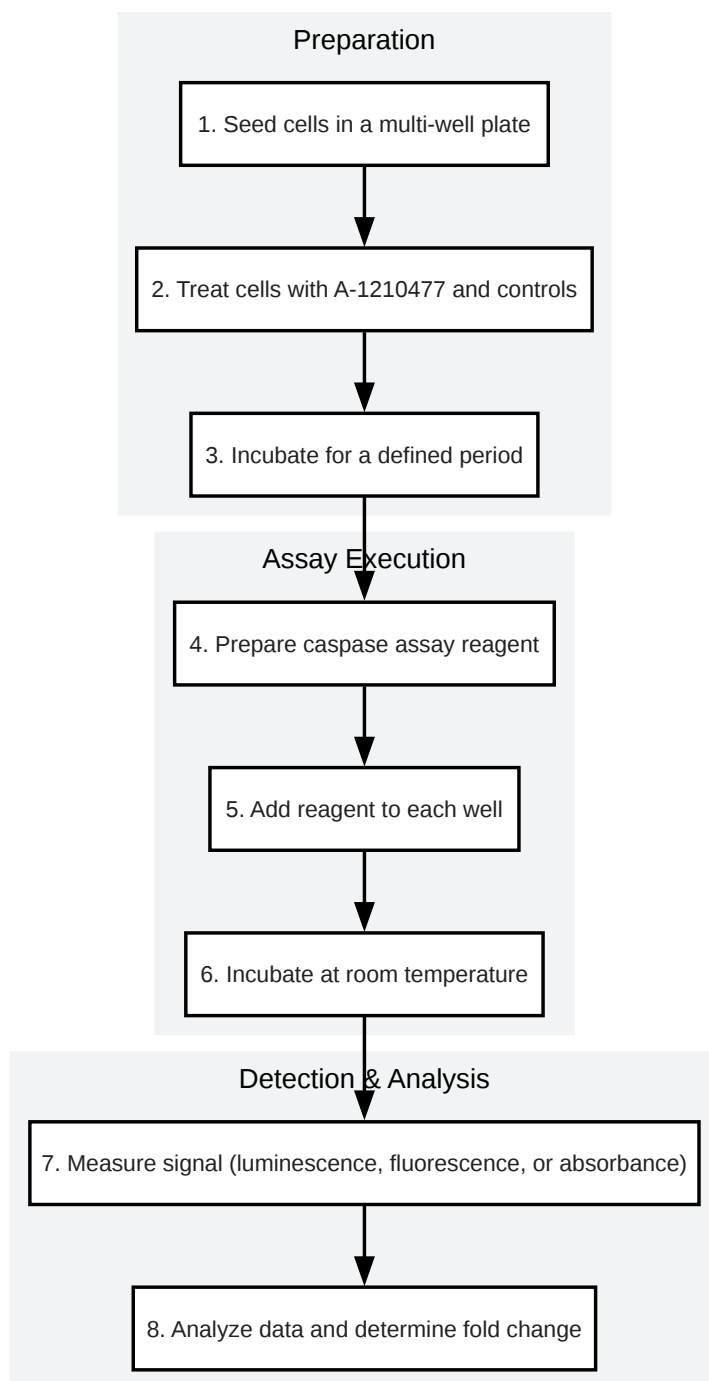 Preparation
1. Seed cells in a multi-well plate
2. Treat cells with A-1210477 and controls
3. Incubate for a defined period
Assay Execution
4. Prepare caspase assay reagent
5. Add reagent to each well
6. Incubate at room temperature
Detection & Analysis
7. Measure signal (luminescence, fluorescence, or absorbance)
8. Analyze data and determine fold change